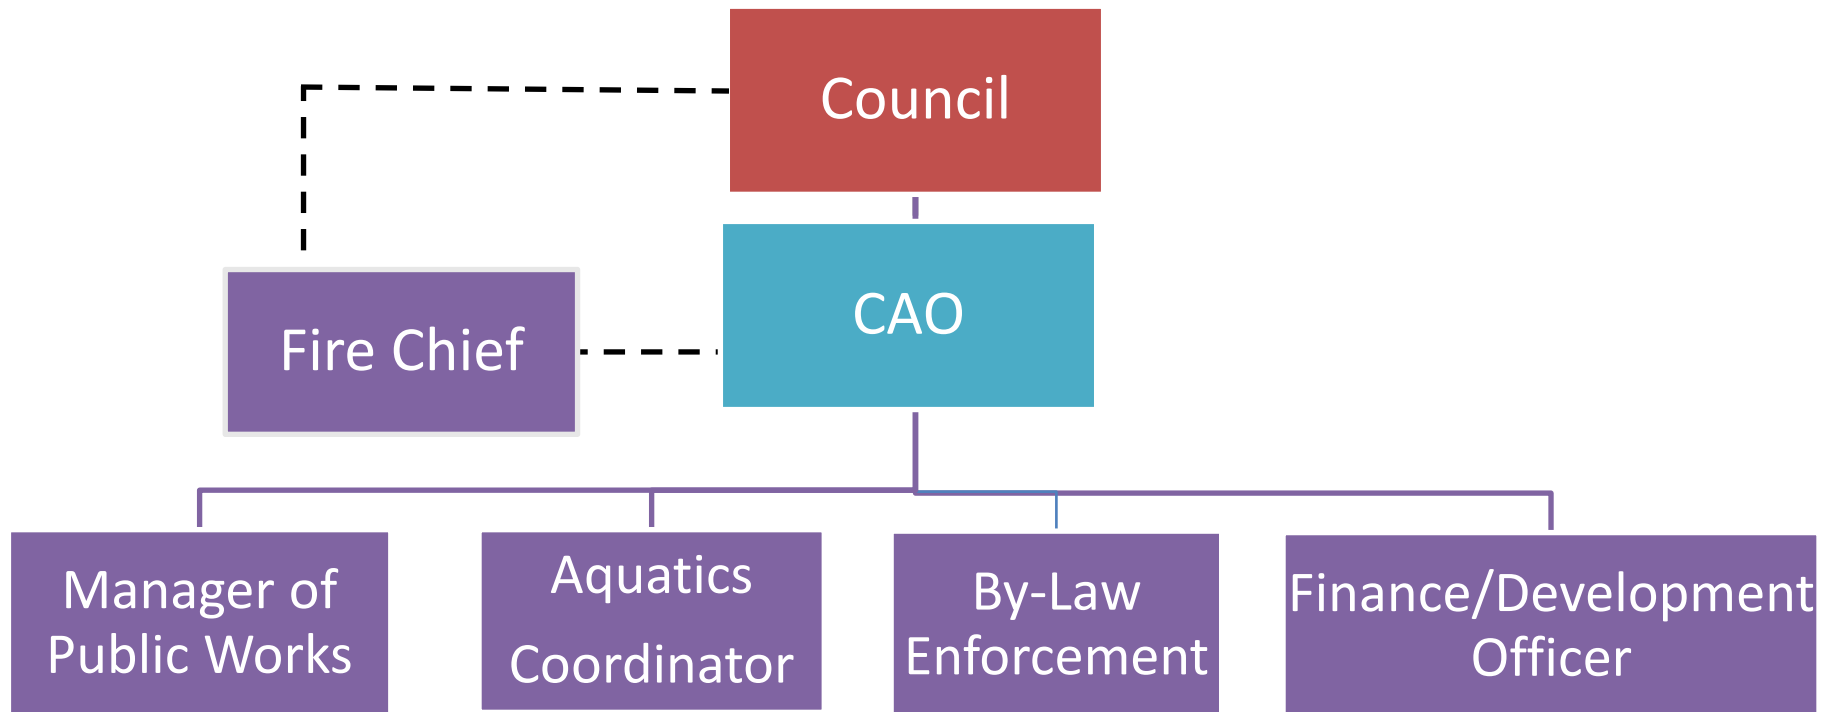 Council
CAO
Fire Chief
Manager of
Public Works
Aquatics
Coordinator
By-Law
Enforcement
Finance/Development
Officer